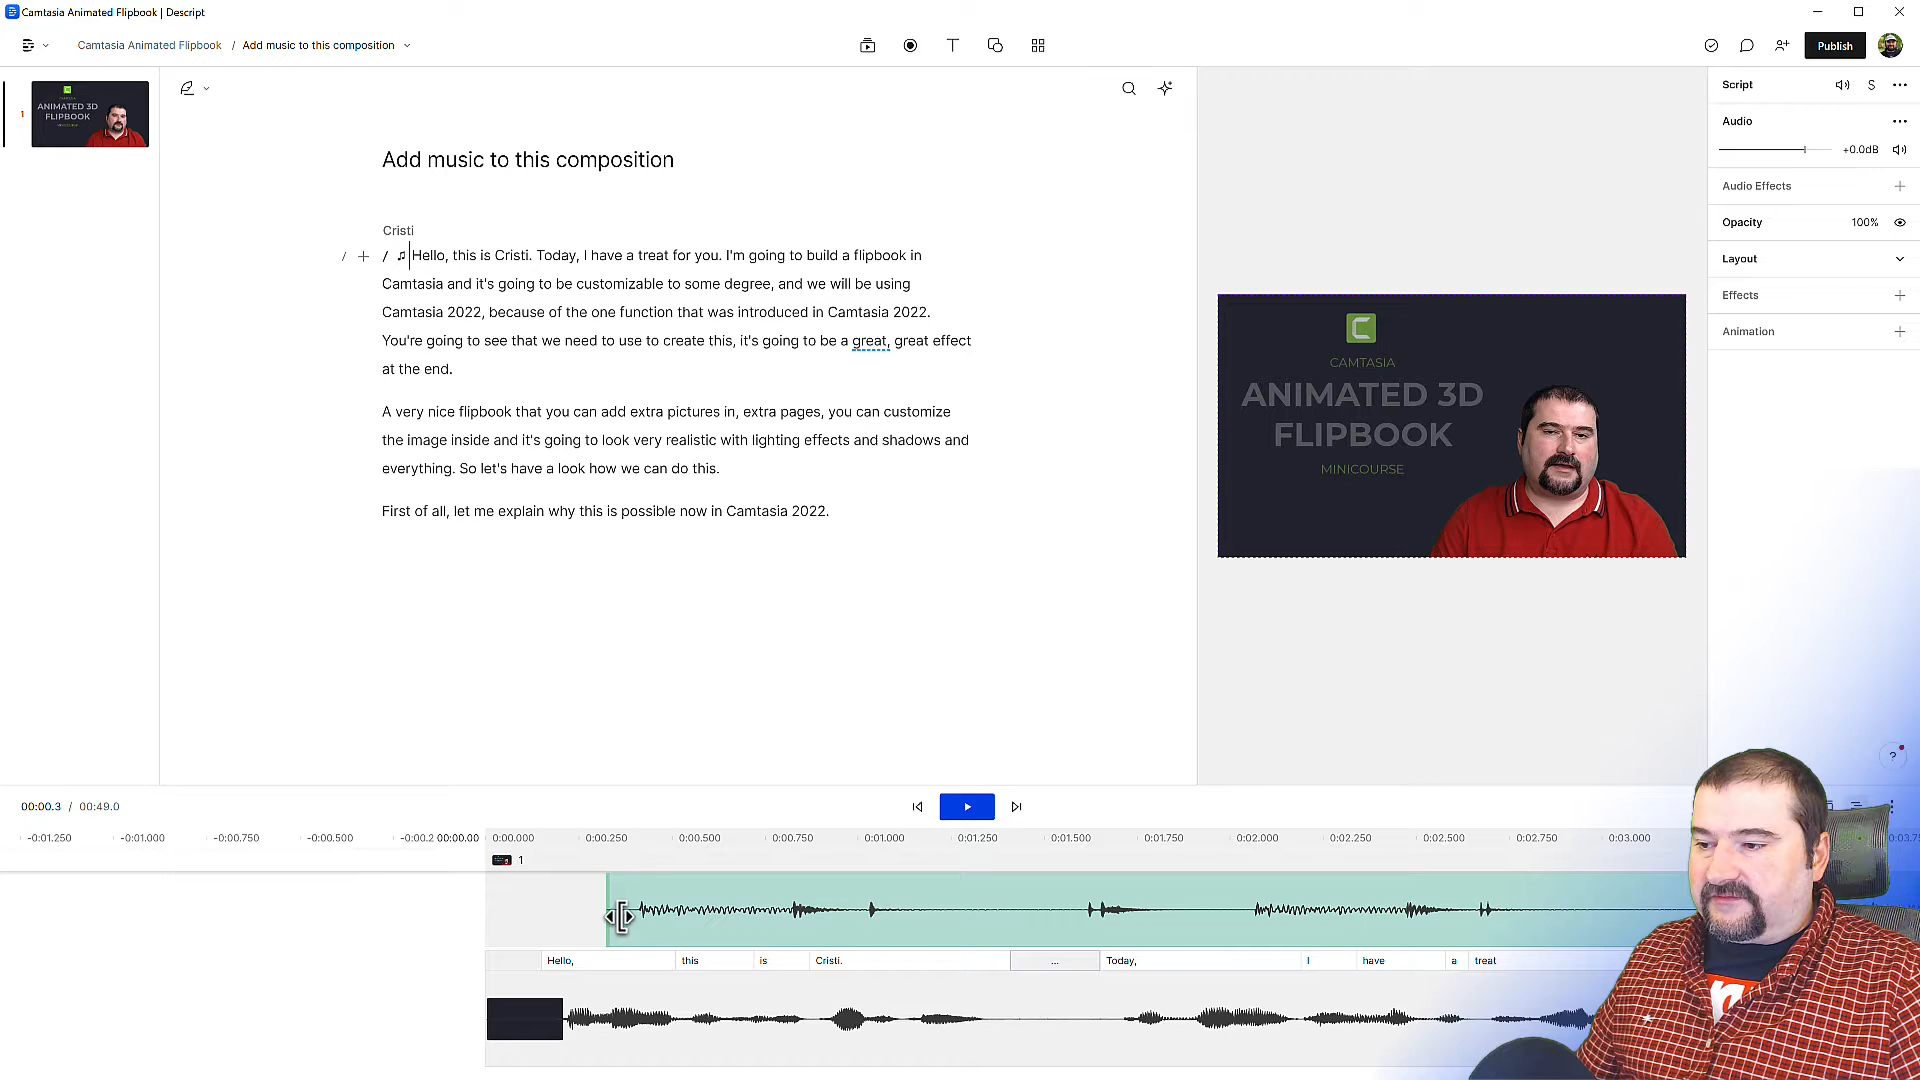 Camtasia Animated Flipbook | Descript
Camtasia Animated Flipbook / Add music to this composition
Publish
1
CAMTASIA
ANIMATED 3D
FLIPBOOK
Add music to this composition
Cristi
/ + / ♫ Hello, this is Cristi. Today, I have a treat for you. I'm going to build a flipbook in
Camtasia and it's going to be customizable to some degree, and we will be using
Camtasia 2022, because of the one function that was introduced in Camtasia 2022.
You're going to see that we need to use to create this, it's going to be a great, great effect
at the end.
A very nice flipbook that you can add extra pictures in, extra pages, you can customize
the image inside and it's going to look very realistic with lighting effects and shadows and
everything. So let's have a look how we can do this.
First of all, let me explain why this is possible now in Camtasia 2022.
CAMTASIA
ANIMATED 3D
FLIPBOOK
MINICOURSE
Script S
Audio
+0.0dB
Audio Effects
Opacity 100%
Layout
Effects
Animation
?
00:00.3 / 00:49.0
-0:01.250 -0:01.000 -0:00.750 -0:00.500 -0:00.2 00:00.00 0:00.000 0:00.250 0:00.500 0:00.750 0:01.000 0:01.250 0:01.500 0:01.750 0:02.000 0:02.250 0:02.500 0:02.750 0:03.000
1
Hello, this is Cristi. ... Today, I have a treat